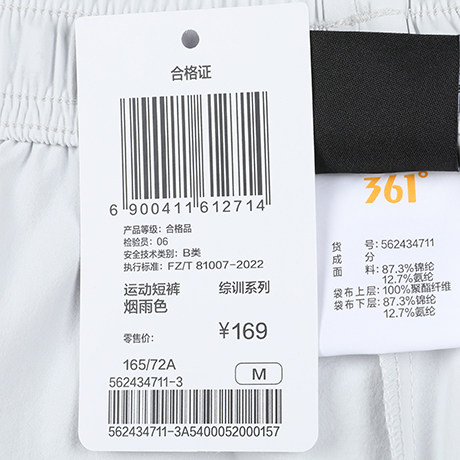 合格证
6 900411 612714
产品等级: 合格品
检验员: 06
安全技术类别: B类
执行标准: FZ/T 81007-2022
运动短裤 综训系列
烟雨色
零售价: ¥169
165/72A
562434711-3
M
562434711-3A5400052000157
361°
货 号:562434711
成 分
面 料: 87.3%锦纶
12.7%氨纶
袋布上层: 100%聚酯纤维
袋布下层: 87.3%锦纶
12.7%氨纶